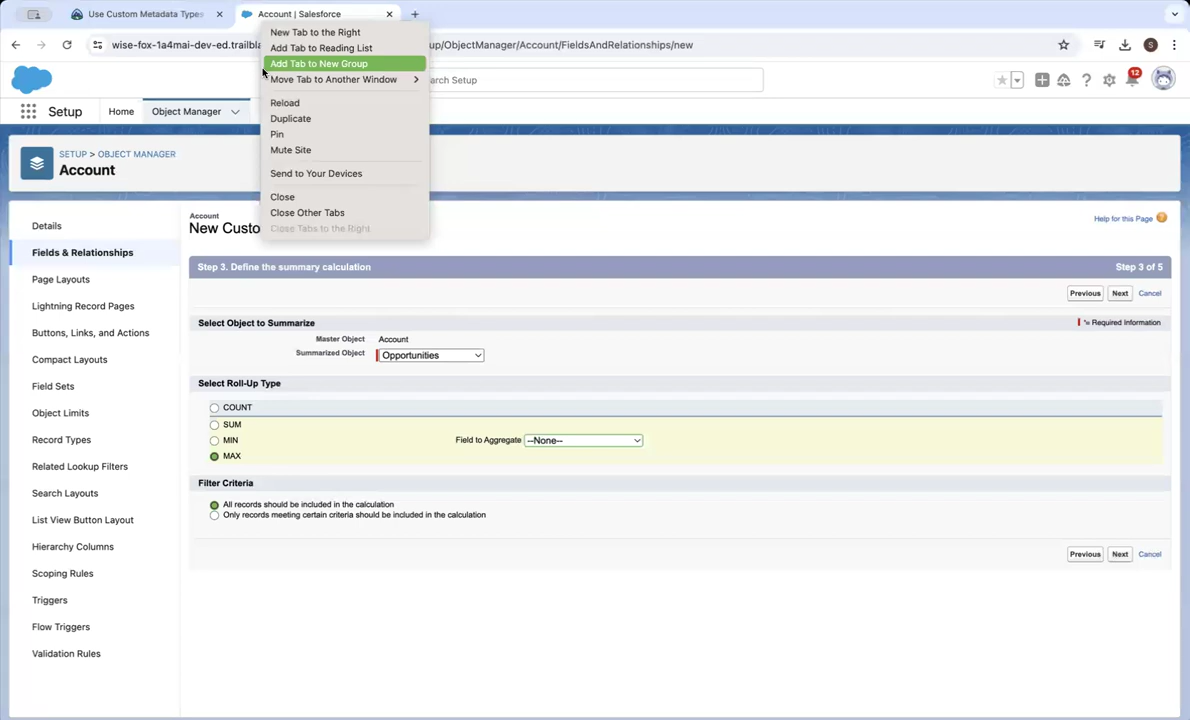 Use Custom Metadata Types
Account | Salesforce
wise-fox-1a4mai-dev-ed.trailbla
up/ObjectManager/Account/FieldsAndRelationships/new
S
New Tab to the Right
Add Tab to Reading List
Add Tab to New Group
Move Tab to Another Window
Reload
Duplicate
Pin
Mute Site
Send to Your Devices
Close
Close Other Tabs
Close Tabs to the Right
rch Setup
12
Setup
Home
Object Manager
SETUP > OBJECT MANAGER
Account
Details
Fields & Relationships
Page Layouts
Lightning Record Pages
Buttons, Links, and Actions
Compact Layouts
Field Sets
Object Limits
Record Types
Related Lookup Filters
Search Layouts
List View Button Layout
Hierarchy Columns
Scoping Rules
Triggers
Flow Triggers
Validation Rules
Account
New Custo
Help for this Page
Step 3. Define the summary calculation
Step 3 of 5
Previous Next Cancel
Select Object to Summarize
= Required Information
Master Object Account
Summarized Object Opportunities
Select Roll-Up Type
COUNT
SUM
MIN
MAX
Field to Aggregate --None--
Filter Criteria
All records should be included in the calculation
Only records meeting certain criteria should be included in the calculation
Previous Next Cancel